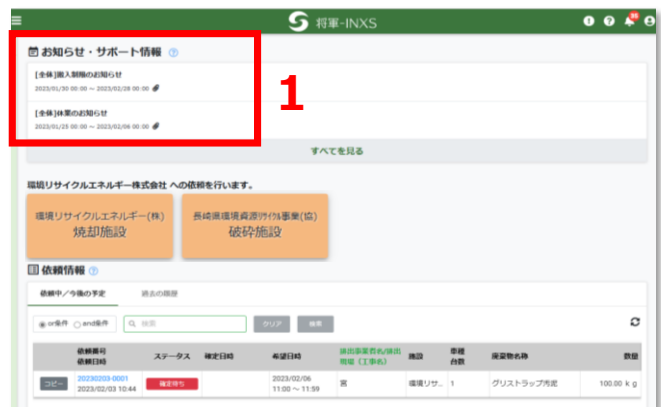 将軍-INXS
お知らせ・サポート情報
[全体]搬入制限のお知らせ
2023/01/30 00:00 ～ 2023/02/28 00:00
[全体]休業のお知らせ
2023/01/25 00:00 ～ 2023/02/06 00:00
1
すべてを見る
環境リサイクルエネルギー株式会社 への依頼を行います。
環境リサイクルエネルギー(株)
焼却施設
長崎県環境資源ﾘｻｲｸﾙ事業(協)
破砕施設
依頼情報
依頼中／今後の予定 過去の履歴
or条件 and条件 検索 クリア 検索
依頼番号 依頼日時 ステータス 確定日時 希望日時 排出事業者名/排出現場（工事名） 施設 車種 台数 廃棄物名称 数量
コピー 20230203-0001 2023/02/03 10:44 確定待ち 2023/02/06 11:00 ～ 11:59 宮 環境リサ... 1 グリストラップ汚泥 100.00 k g